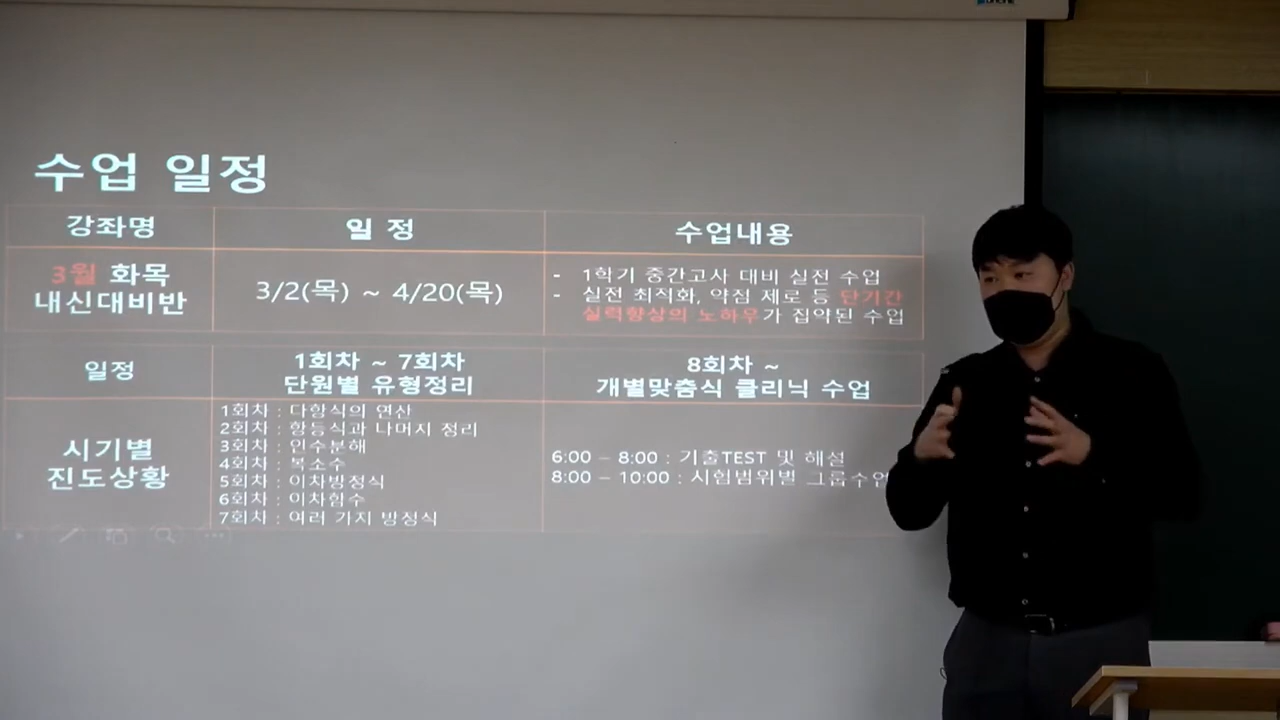 수업 일정
강좌명
일 정
수업내용
3월 화목
내신대비반
3/2(목) ~ 4/20(목)
- 1학기 중간고사 대비 실전 수업
- 실전 최적화, 약점 제로 등 단기간
실력향상의 노하우가 집약된 수업
일정
1회차 ~ 7회차
단원별 유형정리
8회차 ~
개별맞춤식 클리닉 수업
시기별
진도상황
1회차 : 다항식의 연산
2회차 : 항등식과 나머지 정리
3회차 : 인수분해
4회차 : 복소수
5회차 : 이차방정식
6회차 : 이차함수
7회차 : 여러 가지 방정식
6:00 – 8:00 : 기출TEST 및 해설
8:00 – 10:00 : 시험범위별 그룹수업